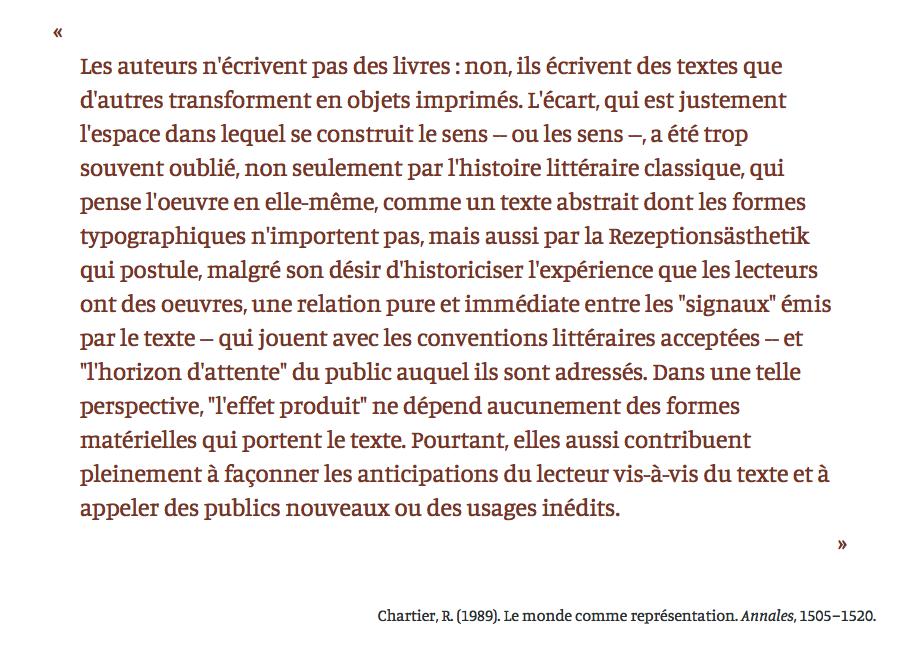 «
Les auteurs n'écrivent pas des livres : non, ils écrivent des textes que
d'autres transforment en objets imprimés. L'écart, qui est justement
l'espace dans lequel se construit le sens – ou les sens –, a été trop
souvent oublié, non seulement par l'histoire littéraire classique, qui
pense l'oeuvre en elle-même, comme un texte abstrait dont les formes
typographiques n'importent pas, mais aussi par la Rezeptionsästhetik
qui postule, malgré son désir d'historiciser l'expérience que les lecteurs
ont des oeuvres, une relation pure et immédiate entre les "signaux" émis
par le texte – qui jouent avec les conventions littéraires acceptées – et
"l'horizon d'attente" du public auquel ils sont adressés. Dans une telle
perspective, "l'effet produit" ne dépend aucunement des formes
matérielles qui portent le texte. Pourtant, elles aussi contribuent
pleinement à façonner les anticipations du lecteur vis-à-vis du texte et à
appeler des publics nouveaux ou des usages inédits.
»
Chartier, R. (1989). Le monde comme représentation. Annales, 1505–1520.